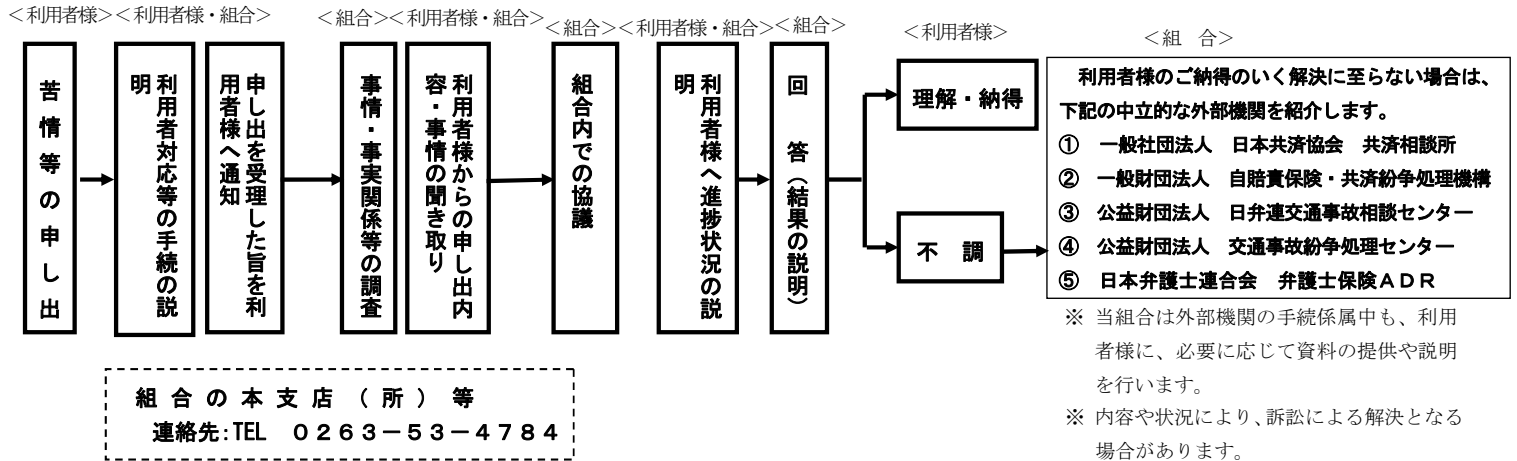 ＜利用者様＞
＜利用者様・組合＞
＜組合＞
＜利用者様・組合＞
＜組合＞
＜利用者様・組合＞
＜組合＞
＜利用者様＞
＜組　合＞
苦情等の申し出
利用者対応等の手続の説
明
申し出を受理した旨を利
用者様へ通知
事情・事実関係等の調査
利用者様からの申し出内
容・事情の聞き取り
組合内での協議
利用者様へ進捗状況の説
明
回　答（結果の説明）
理解・納得
不　調
利用者様のご納得のいく解決に至らない場合は、
下記の中立的な外部機関を紹介します。
①　一般社団法人　日本共済協会　共済相談所
②　一般財団法人　自賠責保険・共済紛争処理機構
③　公益財団法人　日弁連交通事故相談センター
④　公益財団法人　交通事故紛争処理センター
⑤　日本弁護士連合会　弁護士保険ＡＤＲ
※ 当組合は外部機関の手続係属中も、利用
者様に、必要に応じて資料の提供や説明
を行います。
※ 内容や状況により、訴訟による解決となる
場合があります。
組合の本支店（所）等
連絡先：TEL　０２６３－５３－４７８４